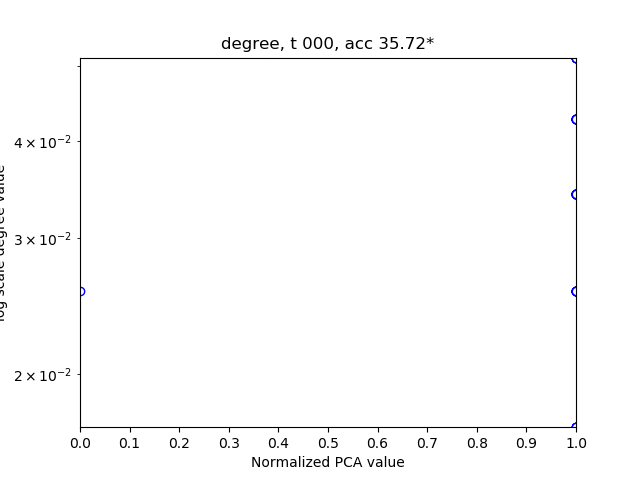 degree, t 000, acc 35.72*
log scale degree value
4 × 10⁻²
3 × 10⁻²
2 × 10⁻²
0.0 0.1 0.2 0.3 0.4 0.5 0.6 0.7 0.8 0.9 1.0
Normalized PCA value